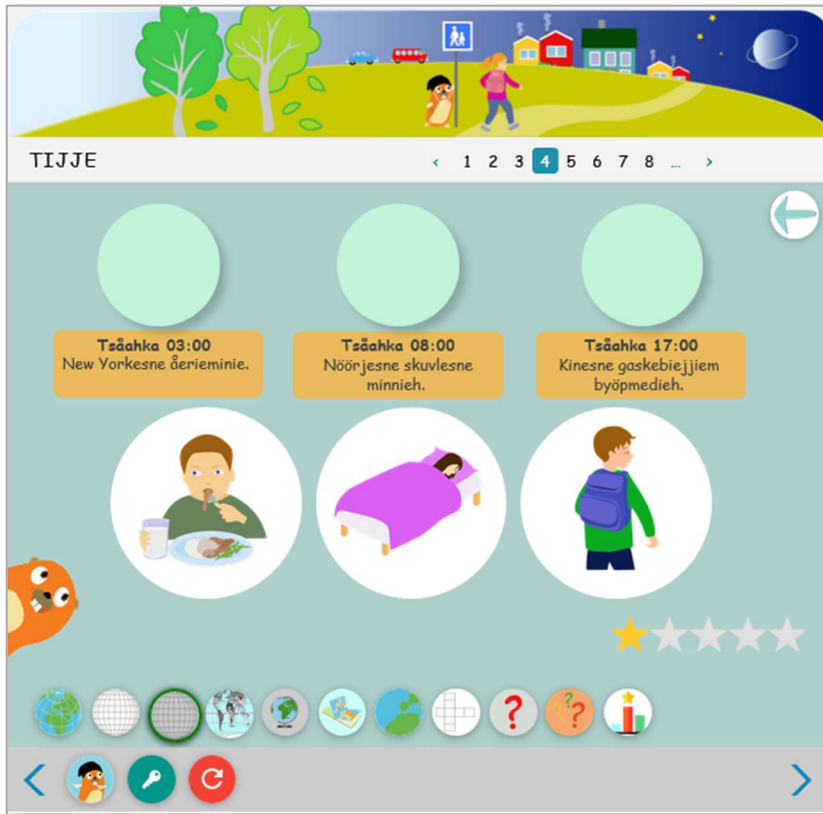 TIJJE
‹ 1 2 3 4 5 6 7 8 ... ›
Tsåahka 03:00
New Yorkesne åerieminie.
Tsåahka 08:00
Nöörjesne skuvlesne
minnieh.
Tsåahka 17:00
Kinesne gaskebiejjiem
byöpmedieh.
? ? ?